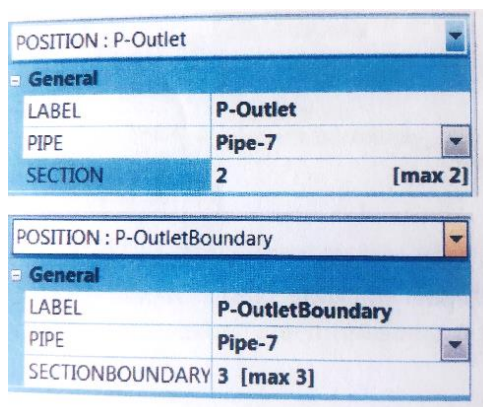 POSITION : P-Outlet
General
LABEL P-Outlet
PIPE Pipe-7
SECTION 2 [max 2]
POSITION : P-OutletBoundary
General
LABEL P-OutletBoundary
PIPE Pipe-7
SECTIONBOUNDARY 3 [max 3]